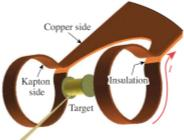 Copper side
Kapton
side
Insulation
Target
I